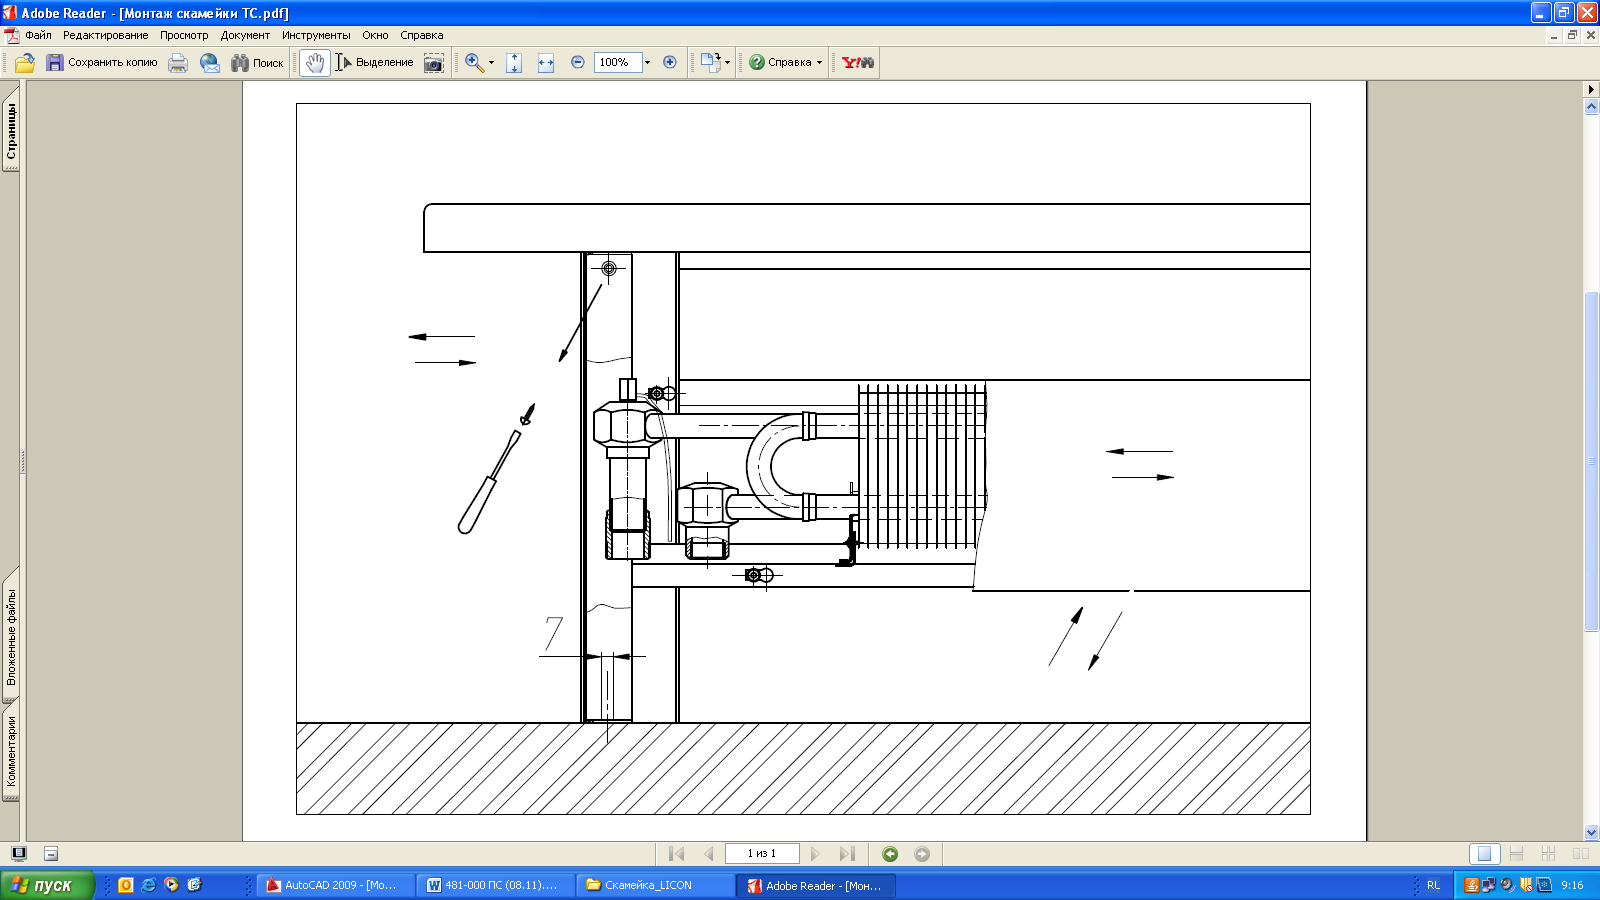 Adobe Reader - [Монтаж скамейки ТС.pdf]
Файл Редактирование Просмотр Документ Инструменты Окно Справка
Сохранить копию Поиск Выделение 100% Справка Y!
Страницы
Вложенные файлы
Комментарии
7
1 из 1
пуск AutoCAD 2009 - [Мо... 481-000 ПС (08.11).... Скамейка_LICON Adobe Reader - [Мон... RL 9:16